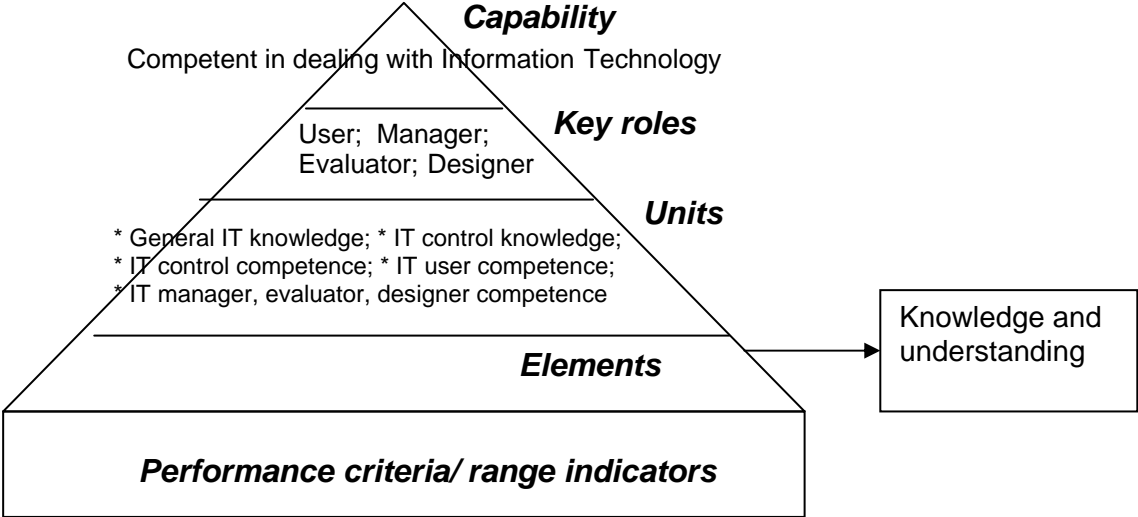 Capability
Competent in dealing with Information Technology
Key roles
User; Manager;
Evaluator; Designer
Units
* General IT knowledge; * IT control knowledge;
* IT control competence; * IT user competence;
* IT manager, evaluator, designer competence
Knowledge and
understanding
Elements
Performance criteria/ range indicators